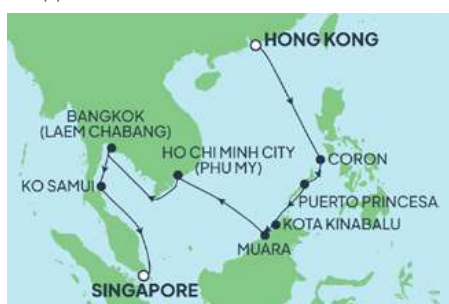 HONG KONG
BANGKOK
(LAEM CHABANG)
HO CHI MINH CITY
(PHU MY)
CORON
KO SAMUI
PUERTO PRINCESA
KOTA KINABALU
MUARA
SINGAPORE